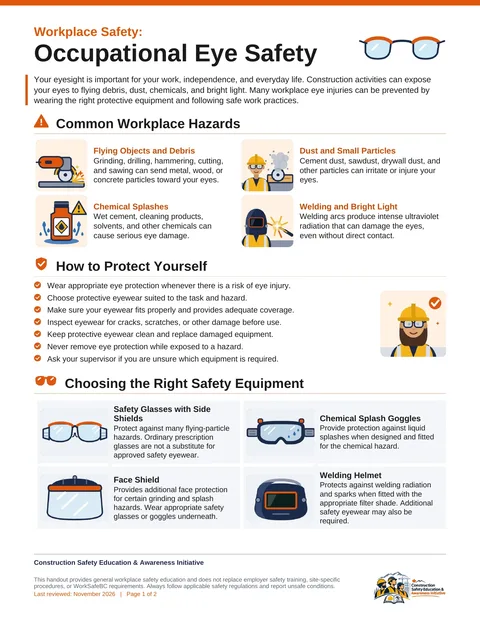 Workplace Safety:
Occupational Eye Safety
Your eyesight is important for your work, independence, and everyday life. Construction activities can expose
your eyes to flying debris, dust, chemicals, and bright light. Many workplace eye injuries can be prevented by
wearing the right protective equipment and following safe work practices.
Common Workplace Hazards
Flying Objects and Debris
Grinding, drilling, hammering, cutting,
and sawing can send metal, wood, or
concrete particles toward your eyes.
Dust and Small Particles
Cement dust, sawdust, drywall dust, and
other particles can irritate or injure your
eyes.
Chemical Splashes
Wet cement, cleaning products,
solvents, and other chemicals can
cause serious eye damage.
Welding and Bright Light
Welding arcs produce intense ultraviolet
radiation that can damage the eyes,
even without direct contact.
How to Protect Yourself
Wear appropriate eye protection whenever there is a risk of eye injury.
Choose protective eyewear suited to the task and hazard.
Make sure your eyewear fits properly and provides adequate coverage.
Inspect eyewear for cracks, scratches, or other damage before use.
Keep protective eyewear clean and replace damaged equipment.
Never remove eye protection while exposed to a hazard.
Ask your supervisor if you are unsure which equipment is required.
Choosing the Right Safety Equipment
Safety Glasses with Side
Shields
Protect against many flying-particle
hazards. Ordinary prescription
glasses are not a substitute for
approved safety eyewear.
Chemical Splash Goggles
Provide protection against liquid
splashes when designed and fitted
for the chemical hazard.
Face Shield
Provides additional face protection
for certain grinding and splash
hazards. Wear appropriate safety
glasses or goggles underneath.
Welding Helmet
Protects against welding radiation
and sparks when fitted with the
appropriate filter shade. Additional
safety eyewear may also be
required.
Construction Safety Education & Awareness Initiative
This handout provides general workplace safety education and does not replace employer safety training, site-specific
procedures, or WorkSafeBC requirements. Always follow applicable safety regulations and report unsafe conditions.
Last reviewed: November 2026 | Page 1 of 2
Construction
Safety Education &
Awareness Initiative